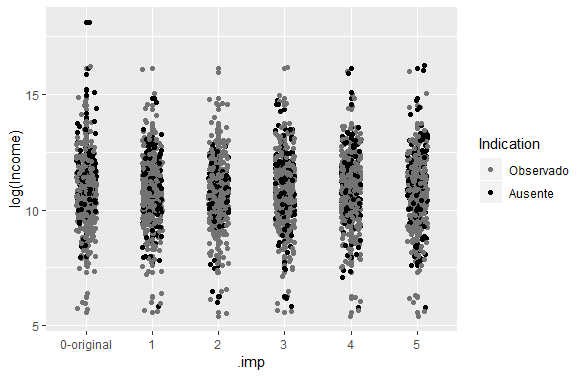 log(Income)
15
10
5
0-original 1 2 3 4 5
.imp
Indication
Observado
Ausente